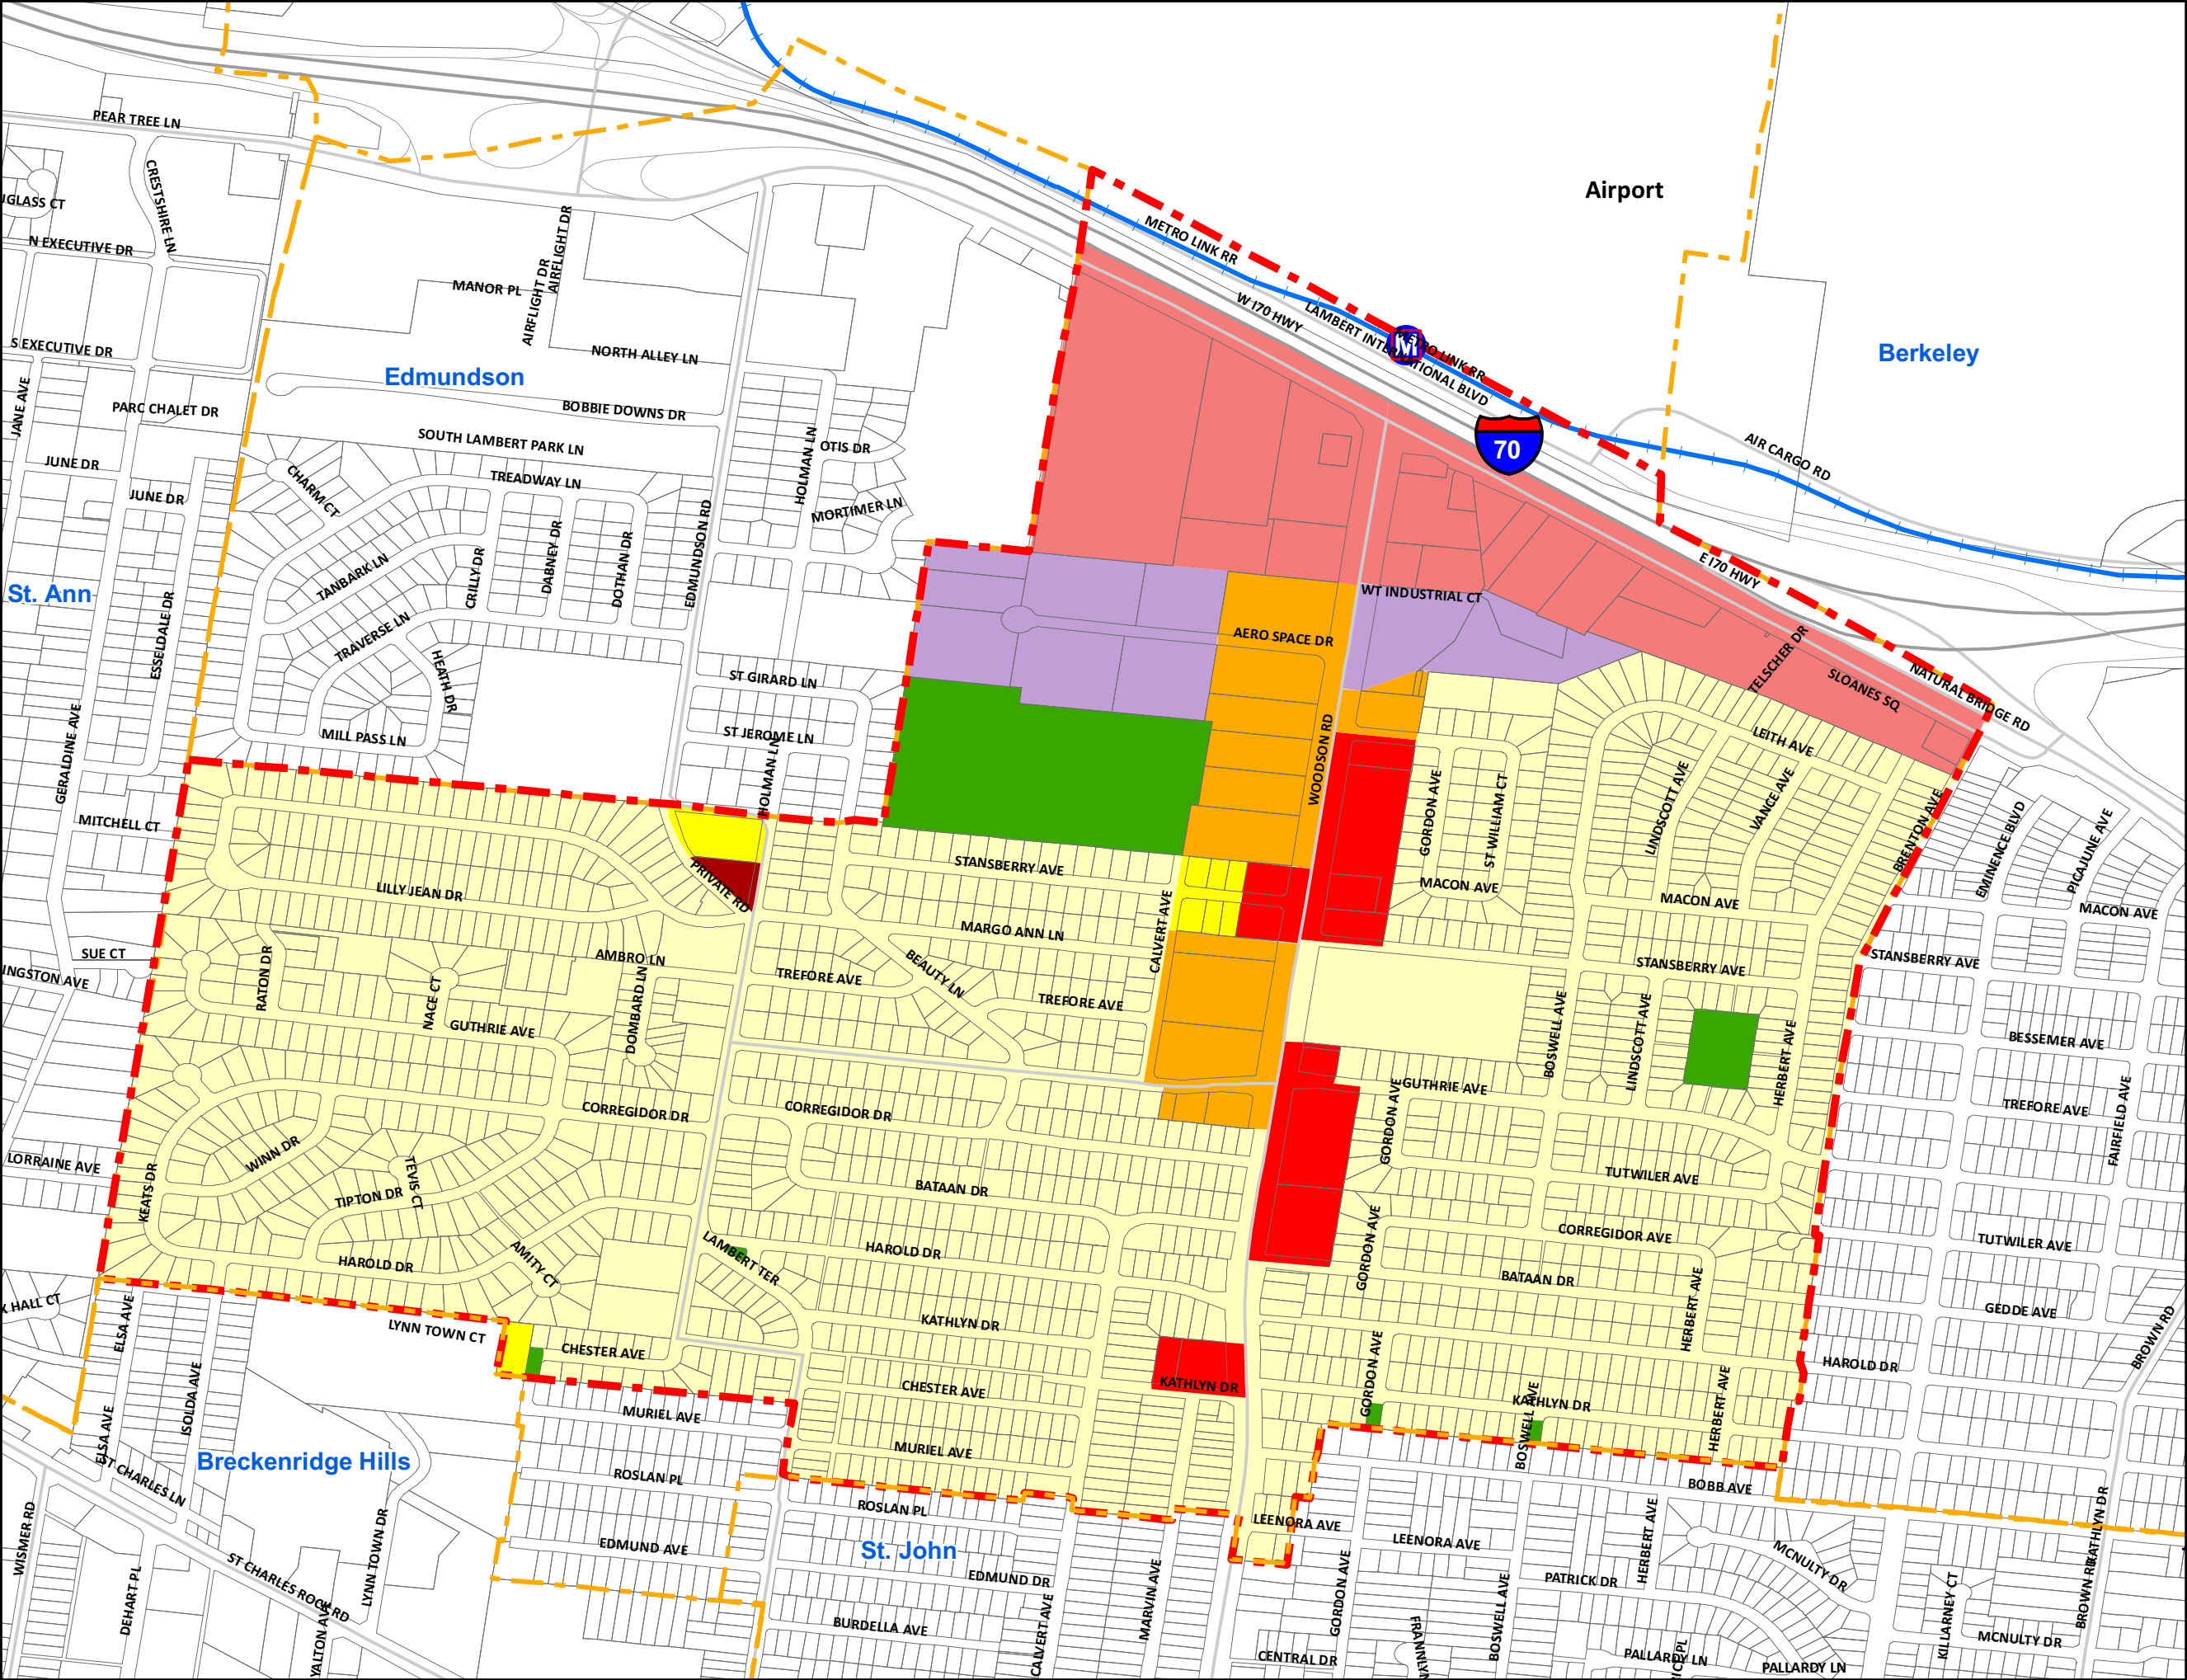 PEAR TREE LN
CRESTSHIRE LN
UGLASS CT
N EXECUTIVE DR
S EXECUTIVE DR
JANE AVE
PARC CHALET DR
JUNE DR
JUNE DR
AIRFLIGHT DR
AIRFLIGHT DR
MANOR PL
NORTH ALLEY LN
Edmundson
BOBBIE DOWNS DR
SOUTH LAMBERT PARK LN
TREADWAY LN
CHARM CT
OTIS DR
HOLMAN LN
MORTIMER LN
EDMUNDSON RD
DOTHAN DR
DABNEY DR
CRILLY DR
TANBARK LN
TRAVERSE LN
HEATH DR
MILL PASS LN
ESSELDALE DR
St. Ann
GERALDINE AVE
MITCHELL CT
ST GIRARD LN
ST JEROME LN
HOLMAN LN
Airport
METRO LINK RR
W I70 HWY
LAMBERT INTERNATIONAL BLVD
METRO LINK RR
M
70
Berkeley
AIR CARGO RD
E I70 HWY
NATURAL BRIDGE RD
SLOANES SQ
TELSCHER DR
WT INDUSTRIAL CT
AERO SPACE DR
WOODSON RD
LEITH AVE
VANCE AVE
LINDSCOTT AVE
GORDON AVE
ST WILLIAM CT
MACON AVE
MACON AVE
BRENTON AVE
EMINENCE BLVD
PICAJUNE AVE
MACON AVE
STANSBERRY AVE
STANSBERRY AVE
STANSBERRY AVE
PRIVATE RD
LILLY JEAN DR
SUE CT
INGSTON AVE
RATON DR
NACE CT
AMBRO LN
DOMBARD LN
GUTHRIE AVE
MARGO ANN LN
CALVERT AVE
TREFORE AVE
BEAUTY LN
TREFORE AVE
BOSWELL AVE
LINDSCOTT AVE
HERBERT AVE
BESSEMER AVE
TREFORE AVE
FAIRFIELD AVE
GUTHRIE AVE
GORDON AVE
CORREGIDOR DR
CORREGIDOR DR
WINN DR
TEVIS CT
TIPTON DR
KEATS DR
LORRAINE AVE
HAROLD DR
AMITY CT
BATAAN DR
LAMBERT TER
HAROLD DR
TUTWILER AVE
CORREGIDOR AVE
TUTWILER AVE
GORDON AVE
BATAAN DR
HERBERT AVE
GEDDE AVE
BROWN RD
K HALL CT
ELSA AVE
LYNN TOWN CT
CHESTER AVE
KATHLYN DR
KATHLYN DR
CHESTER AVE
HAROLD DR
GORDON AVE
KATHLYN DR
BOSWELL AVE
HERBERT AVE
ISOLDA AVE
ELSA AVE
MURIEL AVE
MURIEL AVE
Breckenridge Hills
ST CHARLES LN
ROSLAN PL
ROSLAN PL
BOBB AVE
LEENORA AVE
LEENORA AVE
EDMUND AVE
St. John
EDMUND DR
WISMER RD
DEHART PL
ST CHARLES ROCK RD
LYNN TOWN DR
YALTON AVE
BURDELLA AVE
CALVERT AVE
MARVIN AVE
GORDON AVE
CENTRAL DR
BOSWELL AVE
PATRICK DR
HERBERT AVE
MCNULTY DR
PALLARDY LN
PALLARDY LN
KILLARNEY CT
MCNULTY DR
BROWN RD
KATHLYN DR